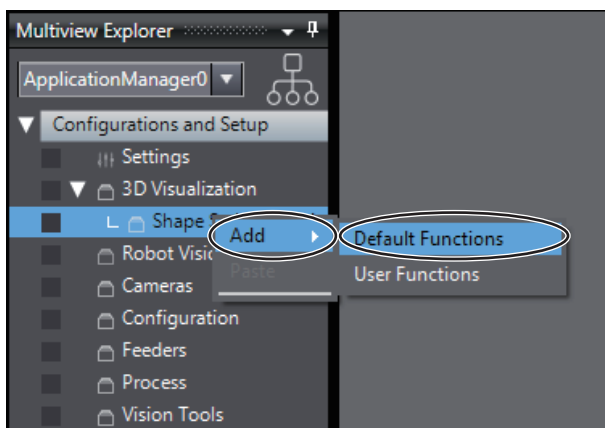 Multiview Explorer
ApplicationManager0
Configurations and Setup
Settings
3D Visualization
Shape
Add
Default Functions
Robot
Paste
User Functions
Cameras
Configuration
Feeders
Process
Vision Tools